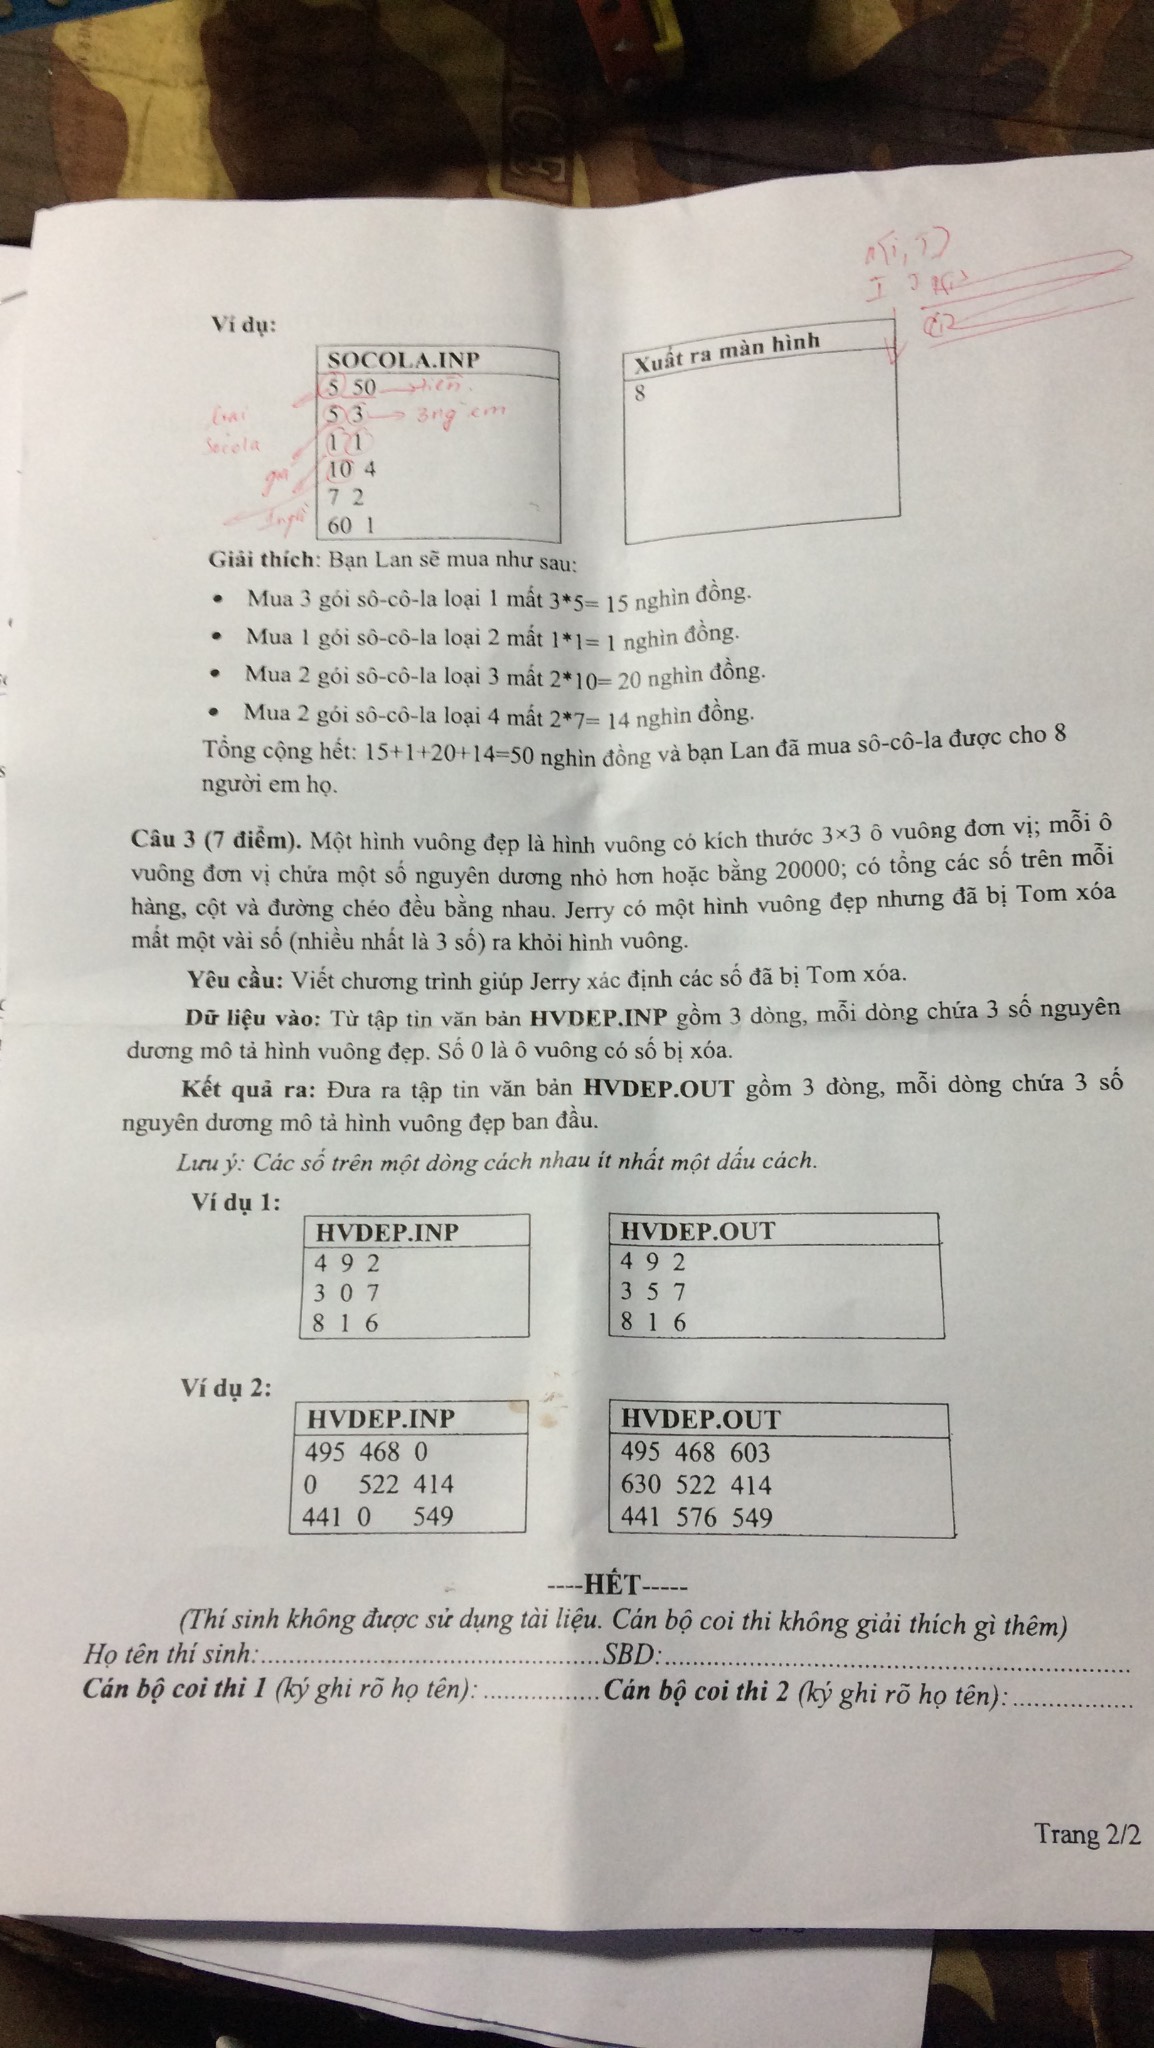 Ví dụ:
SOCOLA.INP
5 50 → tiền
5 3 → 3ng em
1 1
10 4
7 2
60 1
Loại
Socola
giá
Xuất ra màn hình
8
Giải thích: Bạn Lan sẽ mua như sau:
• Mua 3 gói sô-cô-la loại 1 mất 3*5= 15 nghìn đồng.
• Mua 1 gói sô-cô-la loại 2 mất 1*1= 1 nghìn đồng.
• Mua 2 gói sô-cô-la loại 3 mất 2*10= 20 nghìn đồng.
• Mua 2 gói sô-cô-la loại 4 mất 2*7= 14 nghìn đồng.
Tổng cộng hết: 15+1+20+14=50 nghìn đồng và bạn Lan đã mua sô-cô-la được cho 8
người em họ.
Câu 3 (7 điểm). Một hình vuông đẹp là hình vuông có kích thước 3×3 ô vuông đơn vị; mỗi ô
vuông đơn vị chứa một số nguyên dương nhỏ hơn hoặc bằng 20000; có tổng các số trên mỗi
hàng, cột và đường chéo đều bằng nhau. Jerry có một hình vuông đẹp nhưng đã bị Tom xóa
mất một vài số (nhiều nhất là 3 số) ra khỏi hình vuông.
Yêu cầu: Viết chương trình giúp Jerry xác định các số đã bị Tom xóa.
Dữ liệu vào: Từ tập tin văn bản HVDEP.INP gồm 3 dòng, mỗi dòng chứa 3 số nguyên
dương mô tả hình vuông đẹp. Số 0 là ô vuông có số bị xóa.
Kết quả ra: Đưa ra tập tin văn bản HVDEP.OUT gồm 3 dòng, mỗi dòng chứa 3 số
nguyên dương mô tả hình vuông đẹp ban đầu.
Lưu ý: Các số trên một dòng cách nhau ít nhất một dấu cách.
Ví dụ 1:
HVDEP.INP
4 9 2
3 0 7
8 1 6
HVDEP.OUT
4 9 2
3 5 7
8 1 6
Ví dụ 2:
HVDEP.INP
495 468 0
0 522 414
441 0 549
HVDEP.OUT
495 468 603
630 522 414
441 576 549
----HẾT-----
(Thí sinh không được sử dụng tài liệu. Cán bộ coi thi không giải thích gì thêm)
Họ tên thí sinh:.............................................SBD:..............................................................
Cán bộ coi thi 1 (ký ghi rõ họ tên): ................Cán bộ coi thi 2 (ký ghi rõ họ tên):................
Trang 2/2